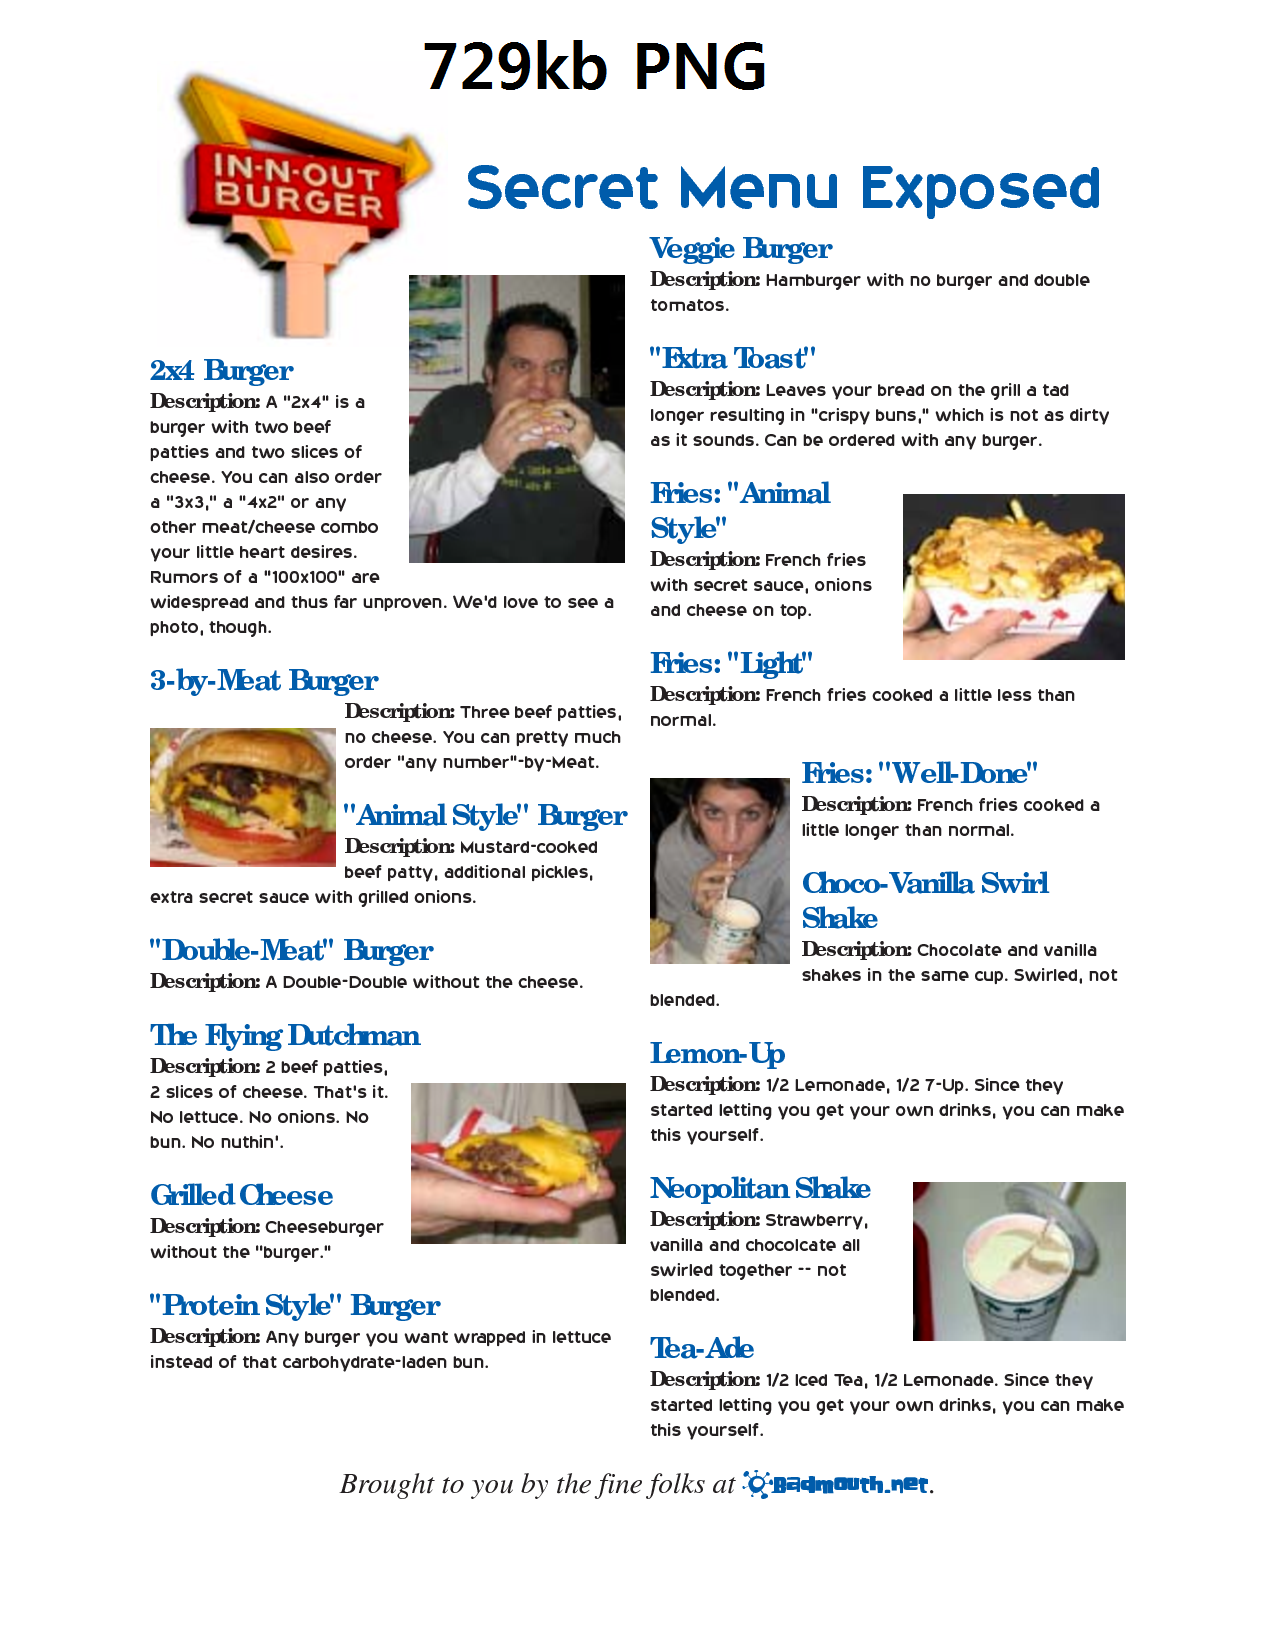 729kb PNG
IN-N-OUT
BURGER
Secret Menu Exposed
2x4 Burger
Description: A "2x4" is a
burger with two beef
patties and two slices of
cheese. You can also order
a "3x3," a "4x2" or any
other meat/cheese combo
your little heart desires.
Rumors of a "100x100" are
widespread and thus far unproven. We'd love to see a
photo, though.
3-by-Meat Burger
Description: Three beef patties,
no cheese. You can pretty much
order "any number"-by-Meat.
"Animal Style" Burger
Description: Mustard-cooked
beef patty, additional pickles,
extra secret sauce with grilled onions.
"Double-Meat" Burger
Description: A Double-Double without the cheese.
The Flying Dutchman
Description: 2 beef patties,
2 slices of cheese. That's it.
No lettuce. No onions. No
bun. No nuthin'.
Grilled Cheese
Description: Cheeseburger
without the "burger."
"Protein Style" Burger
Description: Any burger you want wrapped in lettuce
instead of that carbohydrate-laden bun.
Veggie Burger
Description: Hamburger with no burger and double
tomatos.
"Extra Toast"
Description: Leaves your bread on the grill a tad
longer resulting in "crispy buns," which is not as dirty
as it sounds. Can be ordered with any burger.
Fries: "Animal
Style"
Description: French fries
with secret sauce, onions
and cheese on top.
Fries: "Light"
Description: French fries cooked a little less than
normal.
Fries: "Well-Done"
Description: French fries cooked a
little longer than normal.
Choco-Vanilla Swirl
Shake
Description: Chocolate and vanilla
shakes in the same cup. Swirled, not
blended.
Lemon-Up
Description: 1/2 Lemonade, 1/2 7-Up. Since they
started letting you get your own drinks, you can make
this yourself.
Neopolitan Shake
Description: Strawberry,
vanilla and chocolcate all
swirled together -- not
blended.
Tea-Ade
Description: 1/2 Iced Tea, 1/2 Lemonade. Since they
started letting you get your own drinks, you can make
this yourself.
Brought to you by the fine folks at Badmouth.net.